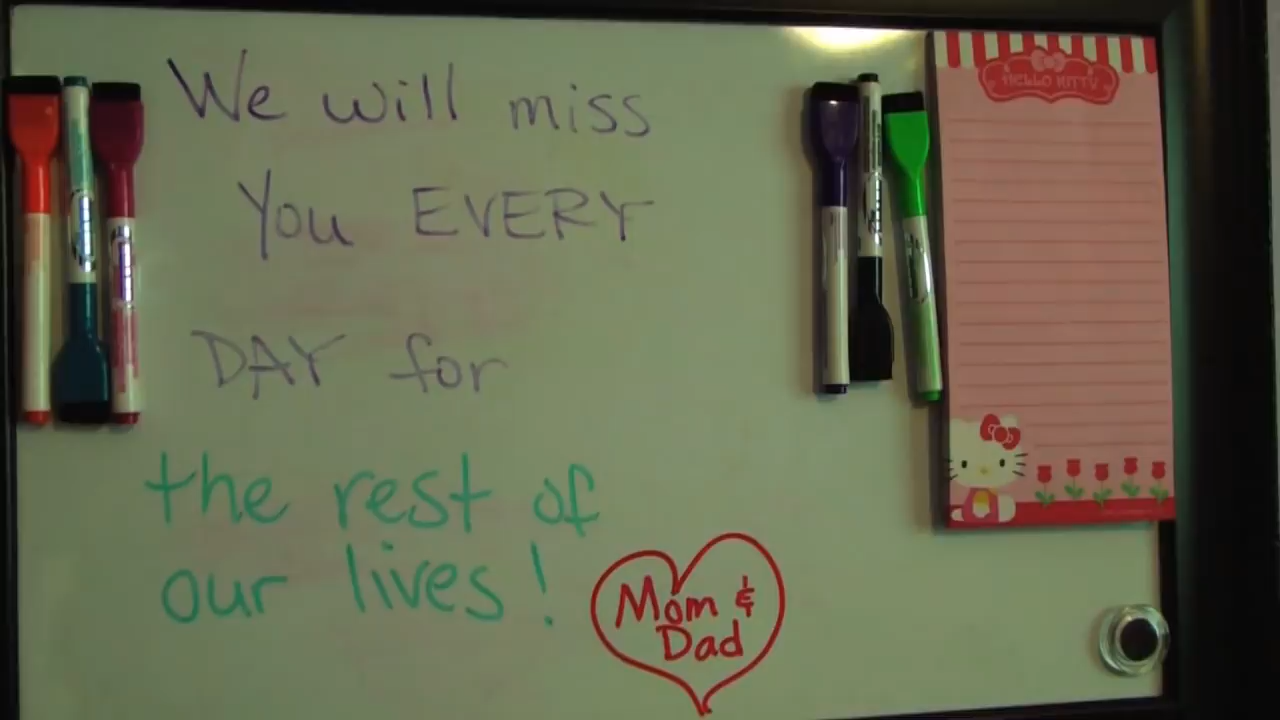 We will miss
You EVERY
DAY for
the rest of
our lives!
Mom &
Dad
HELLO KITTY